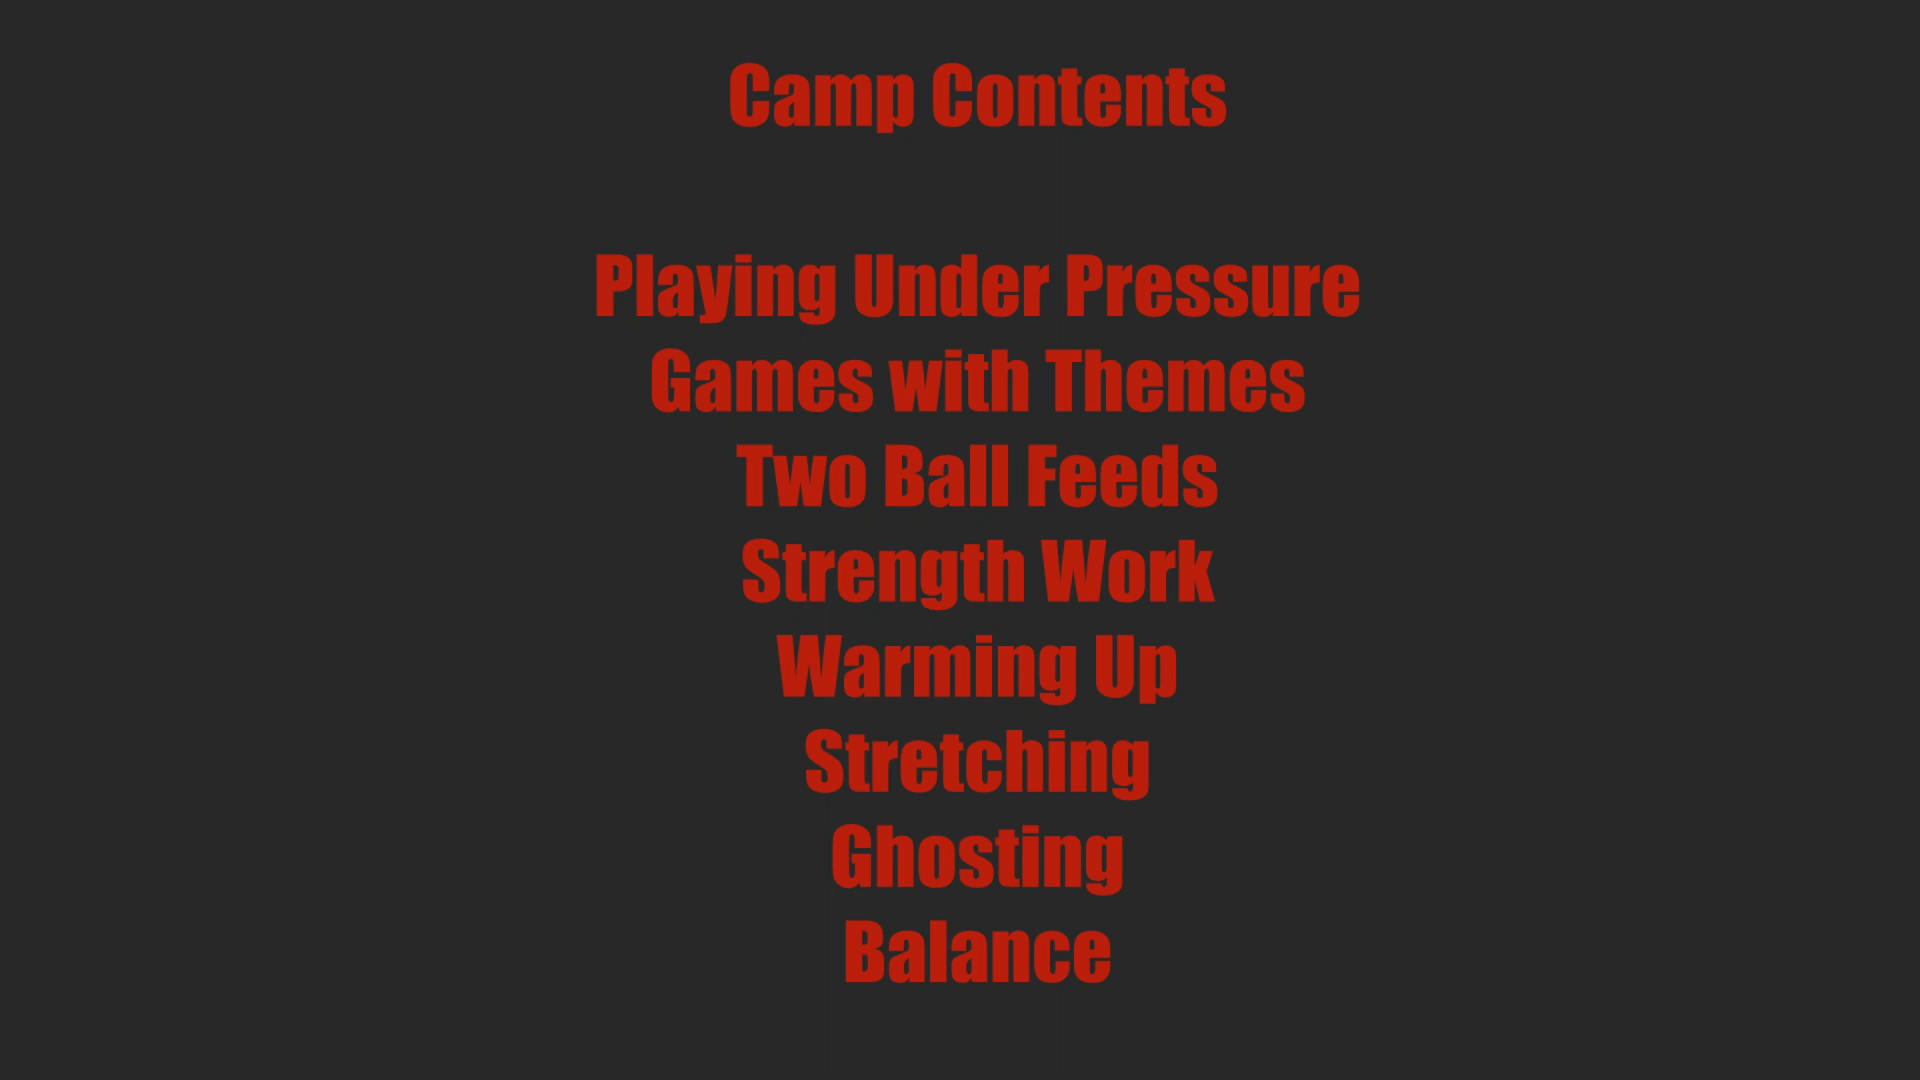 Camp Contents
Playing Under Pressure
Games with Themes
Two Ball Feeds
Strength Work
Warming Up
Stretching
Ghosting
Balance